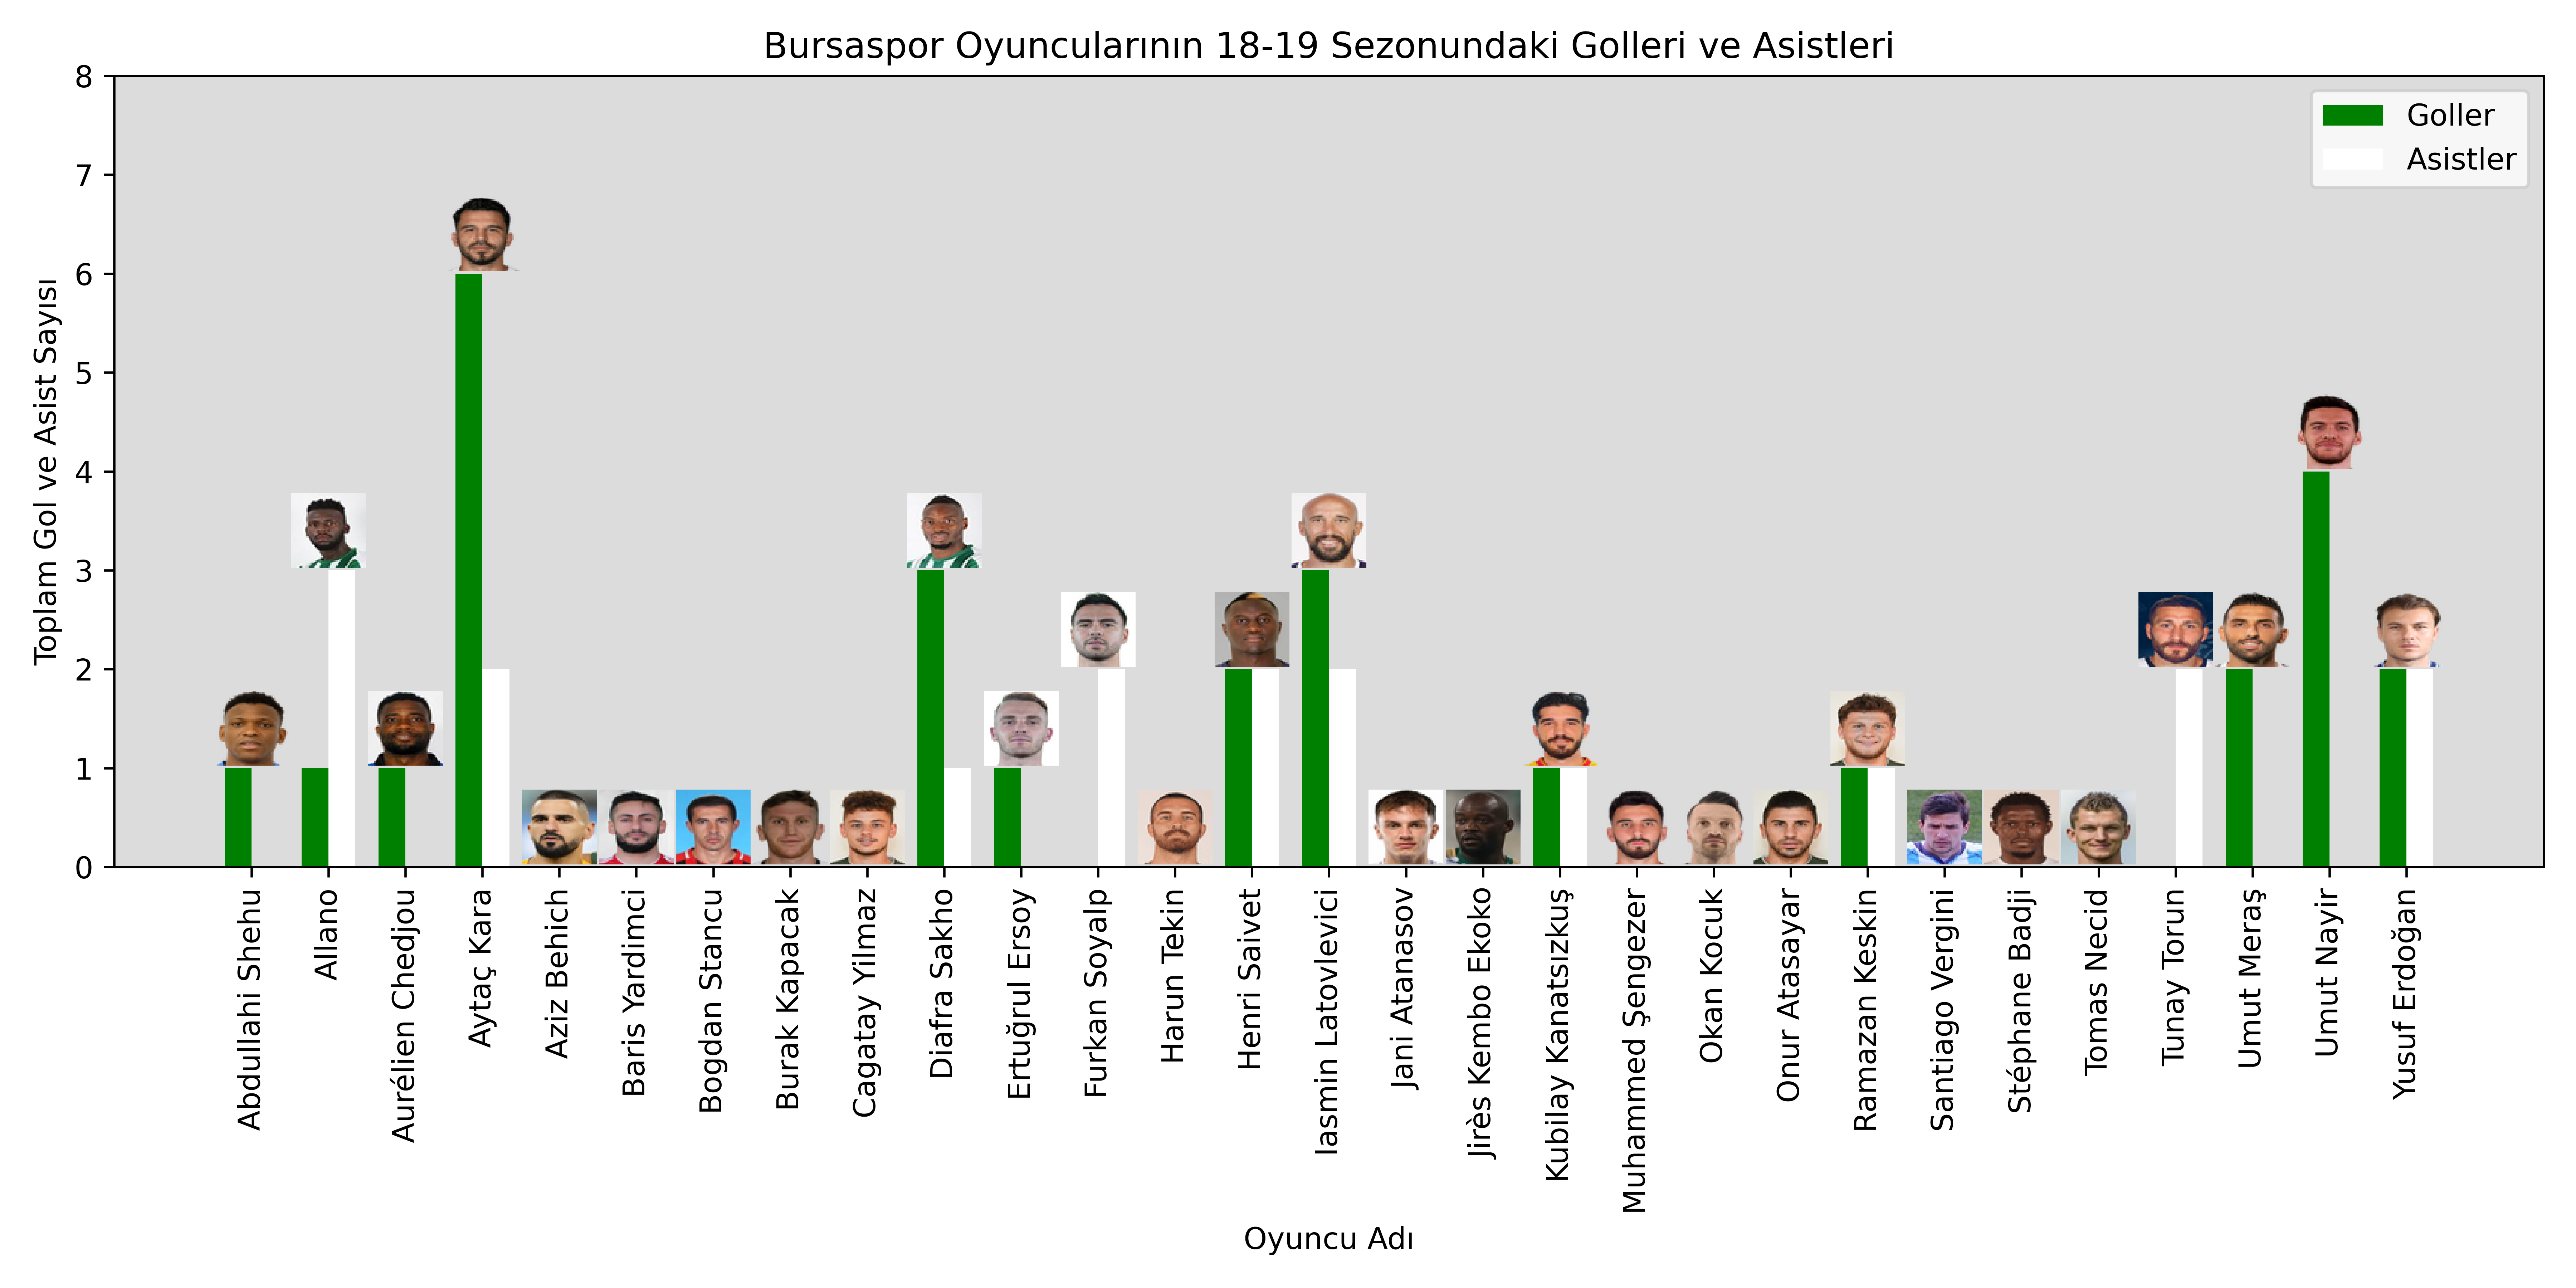 Bursaspor Oyuncularının 18-19 Sezonundaki Golleri ve Asistleri
Goller
Asistler
Toplam Gol ve Asist Sayısı
8
7
6
5
4
3
2
1
0
Abdullahi Shehu
Allano
Aurélien Chedjou
Aytaç Kara
Aziz Behich
Baris Yardimci
Bogdan Stancu
Burak Kapacak
Cagatay Yilmaz
Diafra Sakho
Ertuğrul Ersoy
Furkan Soyalp
Harun Tekin
Henri Saivet
Iasmin Latovlevici
Jani Atanasov
Jirès Kembo Ekoko
Kubilay Kanatsızkuş
Muhammed Şengezer
Okan Kocuk
Onur Atasayar
Ramazan Keskin
Santiago Vergini
Stéphane Badji
Tomas Necid
Tunay Torun
Umut Meraş
Umut Nayir
Yusuf Erdoğan
Oyuncu Adı